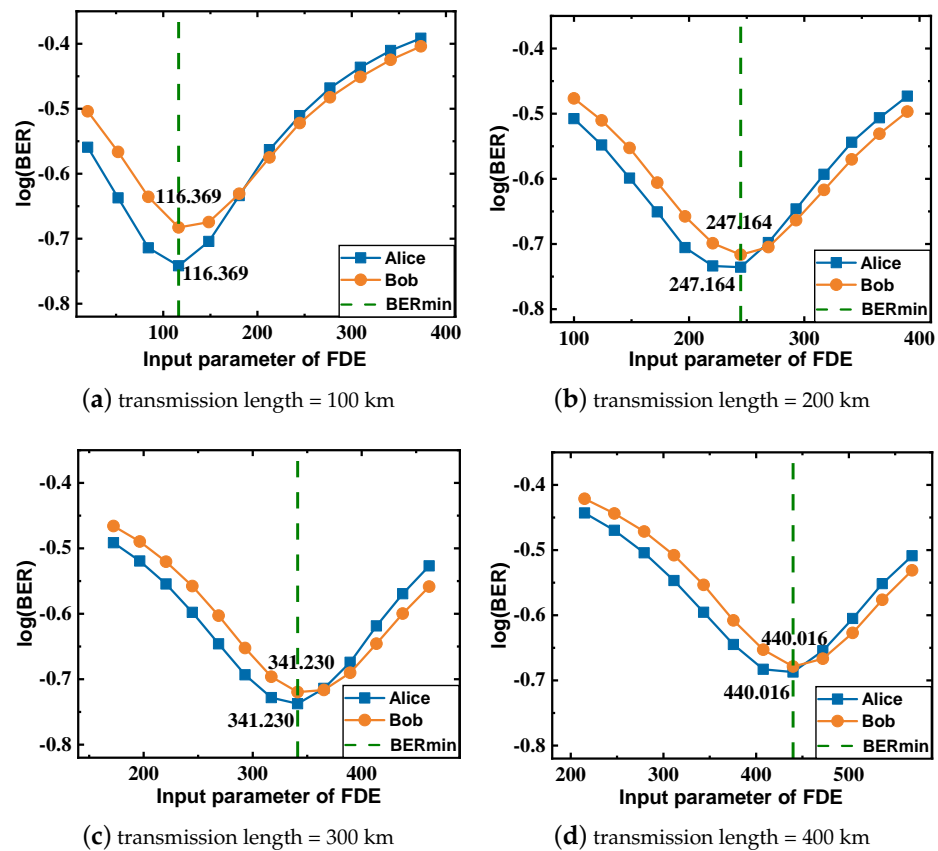 -0.4
-0.5
-0.6
-0.7
-0.8
log(BER)
116.369
116.369
Alice
Bob
BERmin
100 200 300 400
Input parameter of FDE
(a) transmission length = 100 km
-0.4
-0.5
-0.6
-0.7
-0.8
log(BER)
247.164
247.164
Alice
Bob
BERmin
100 200 300 400
Input parameter of FDE
(b) transmission length = 200 km
-0.4
-0.5
-0.6
-0.7
-0.8
log(BER)
341.230
341.230
Alice
Bob
BERmin
200 300 400
Input parameter of FDE
(c) transmission length = 300 km
-0.4
-0.5
-0.6
-0.7
-0.8
log(BER)
440.016
440.016
Alice
Bob
BERmin
200 300 400 500
Input parameter of FDE
(d) transmission length = 400 km